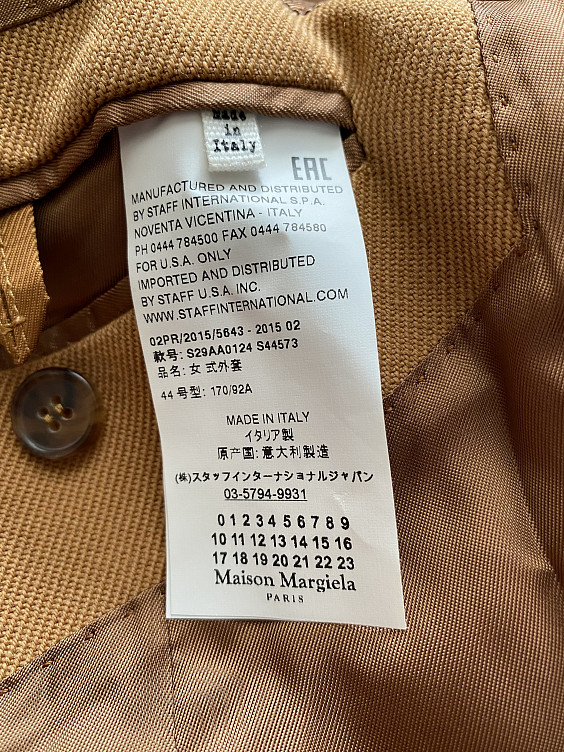 Made
in
Italy
EAC
MANUFACTURED AND DISTRIBUTED
BY STAFF INTERNATIONAL S.P.A.
NOVENTA VICENTINA - ITALY
PH 0444 784500 FAX 0444 784580
FOR U.S.A. ONLY
IMPORTED AND DISTRIBUTED
BY STAFF U.S.A. INC.
WWW.STAFFINTERNATIONAL.COM
02PR/2015/5643 - 2015 02
款号: S29AA0124 S44573
品名: 女 式外套
44 号型: 170/92A
MADE IN ITALY
イタリア製
原产国: 意大利製造
(株)スタッフインターナショナルジャパン
03-5794-9931
0 1 2 3 4 5 6 7 8 9
10 11 12 13 14 15 16
17 18 19 20 21 22 23
Maison Margiela
PARIS